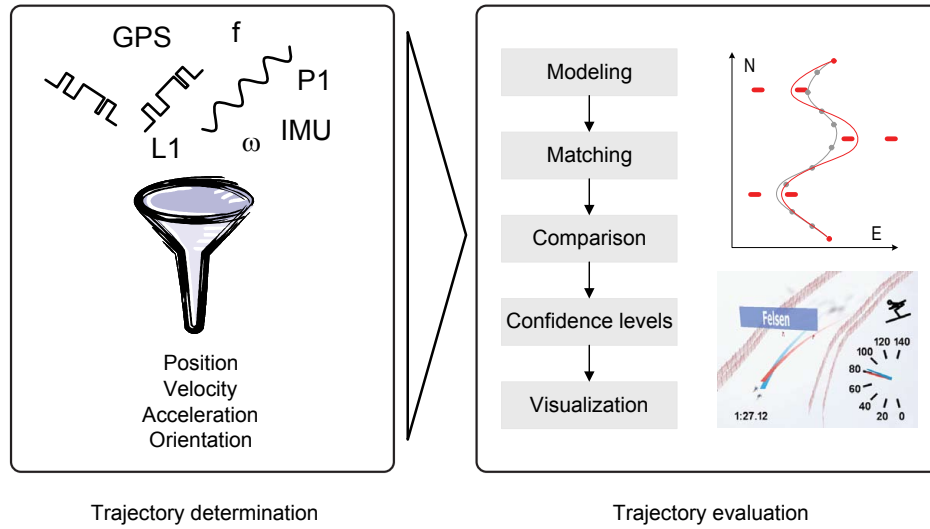 GPS
f
P1
L1
ω
IMU
Position
Velocity
Acceleration
Orientation
Trajectory determination
Modeling
Matching
Comparison
Confidence levels
Visualization
N
E
Felsen
120 140
100
80
60
40
20 0
1:27.12
Trajectory evaluation